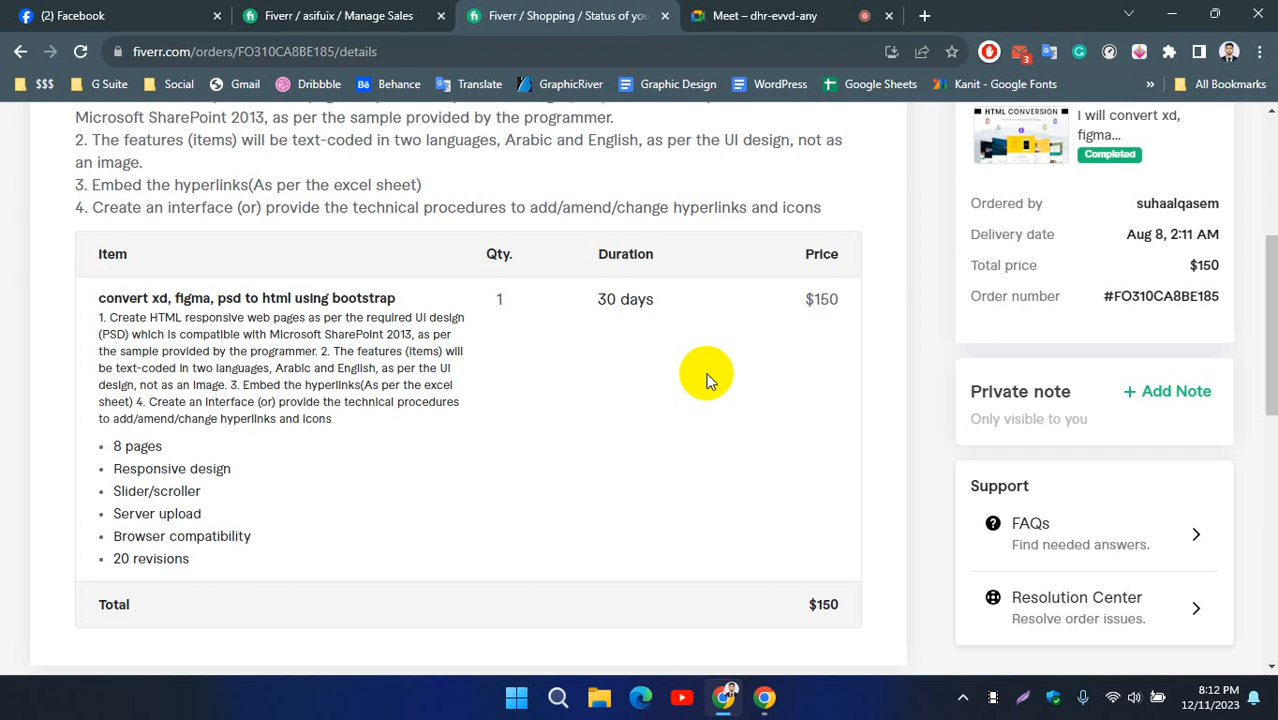 Facebook
Fiverr / asifuix / Manage Sales
Fiverr / Shopping / Status of you
Meet – dhr-evvd-any
fiverr.com/orders/FO310CA8BE185/details
3
$$$
G Suite
Social
Gmail
Dribbble
Behance
Translate
GraphicRiver
Graphic Design
WordPress
Google Sheets
Kanit - Google Fonts
»
All Bookmarks
Microsoft SharePoint 2013, as per the sample provided by the programmer.
2. The features (items) will be text-coded in two languages, Arabic and English, as per the UI design, not as
an image.
3. Embed the hyperlinks(As per the excel sheet)
4. Create an interface (or) provide the technical procedures to add/amend/change hyperlinks and icons
Item Qty. Duration Price
convert xd, figma, psd to html using bootstrap 1 30 days $150
1. Create HTML responsive web pages as per the required UI design
(PSD) which is compatible with Microsoft SharePoint 2013, as per
the sample provided by the programmer. 2. The features (items) will
be text-coded in two languages, Arabic and English, as per the UI
design, not as an image. 3. Embed the hyperlinks(As per the excel
sheet) 4. Create an interface (or) provide the technical procedures
to add/amend/change hyperlinks and icons
• 8 pages
• Responsive design
• Slider/scroller
• Server upload
• Browser compatibility
• 20 revisions
Total $150
HTML CONVERSION
I will convert xd,
figma...
Completed
Ordered by suhaalqasem
Delivery date Aug 8, 2:11 AM
Total price $150
Order number #FO310CA8BE185
Private note + Add Note
Only visible to you
Support
FAQs
Find needed answers.
Resolution Center
Resolve order issues.
8:12 PM
12/11/2023